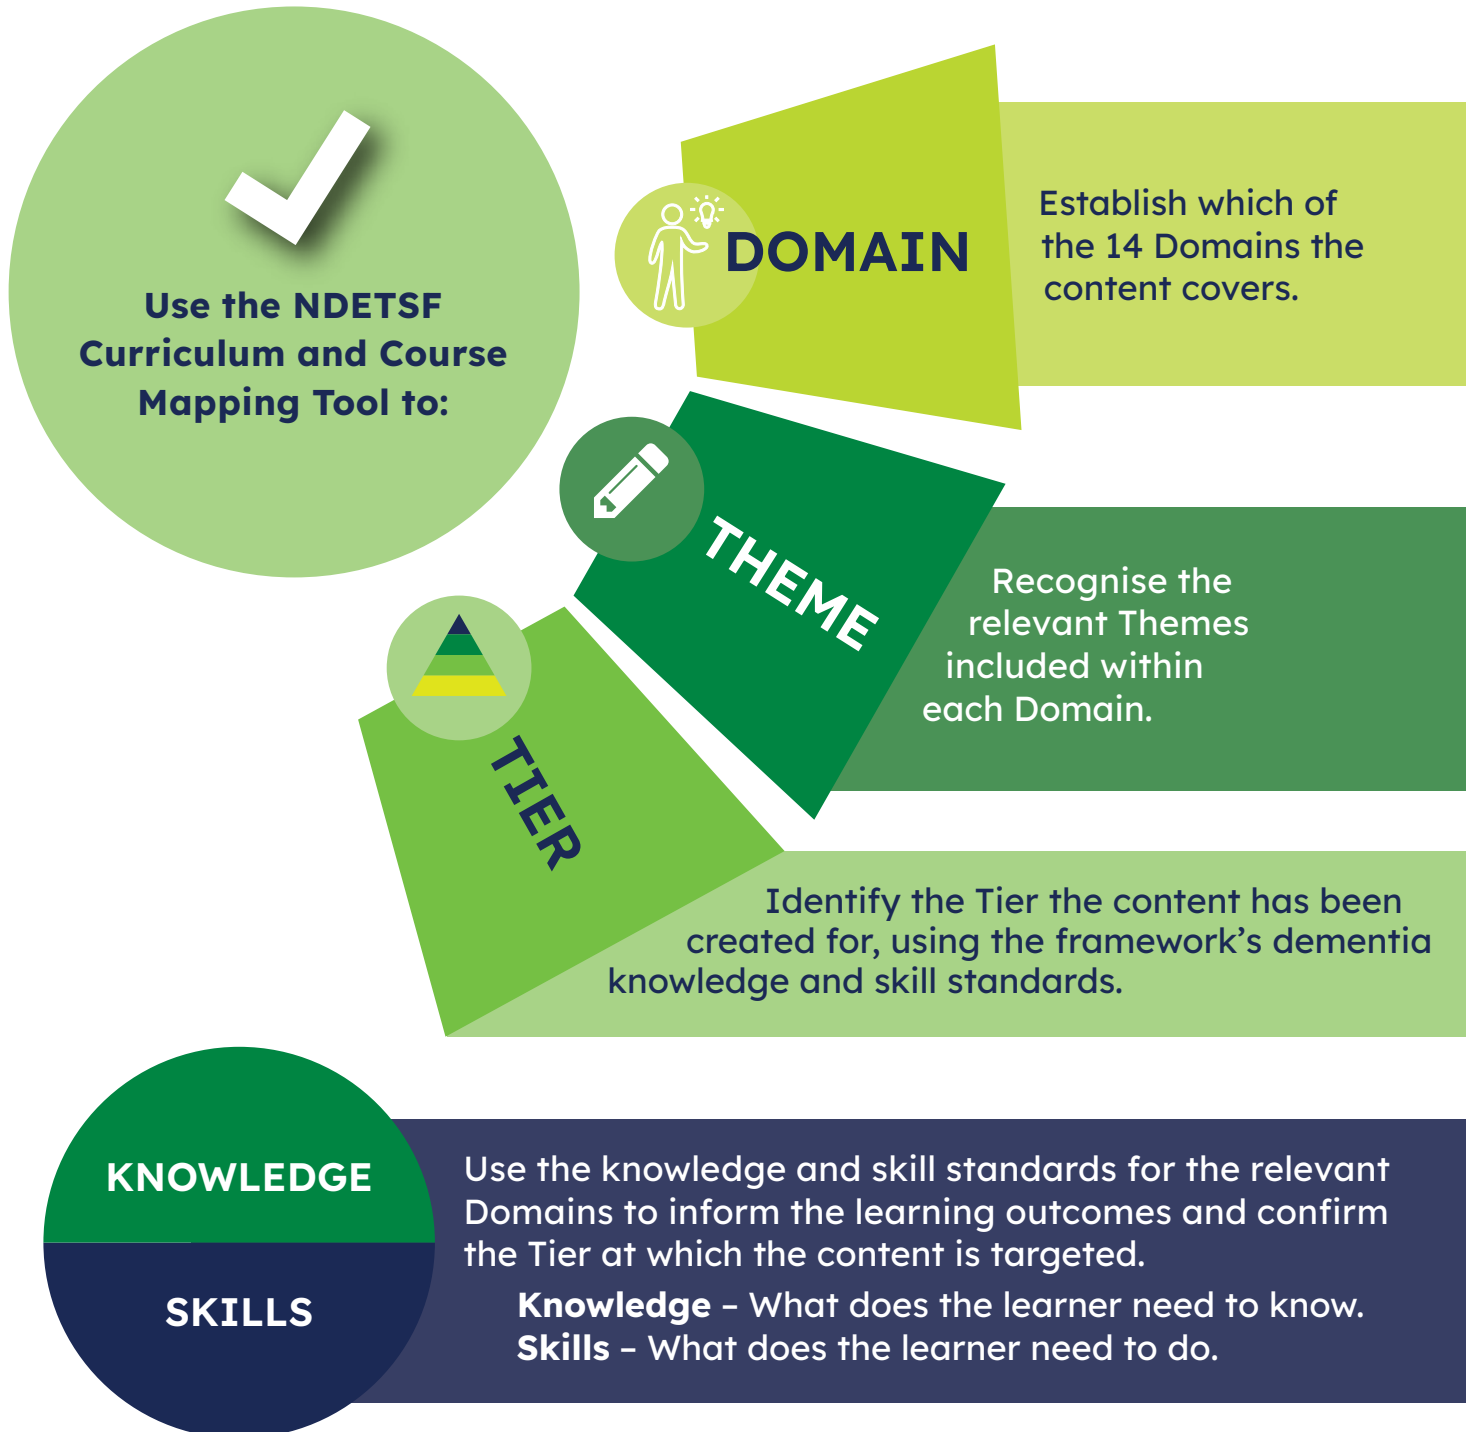 Use the NDETSF
Curriculum and Course
Mapping Tool to:
DOMAIN
Establish which of
the 14 Domains the
content covers.
THEME
Recognise the
relevant Themes
included within
each Domain.
TIER
Identify the Tier the content has been
created for, using the framework’s dementia
knowledge and skill standards.
KNOWLEDGE
SKILLS
Use the knowledge and skill standards for the relevant
Domains to inform the learning outcomes and confirm
the Tier at which the content is targeted.
Knowledge – What does the learner need to know.
Skills – What does the learner need to do.